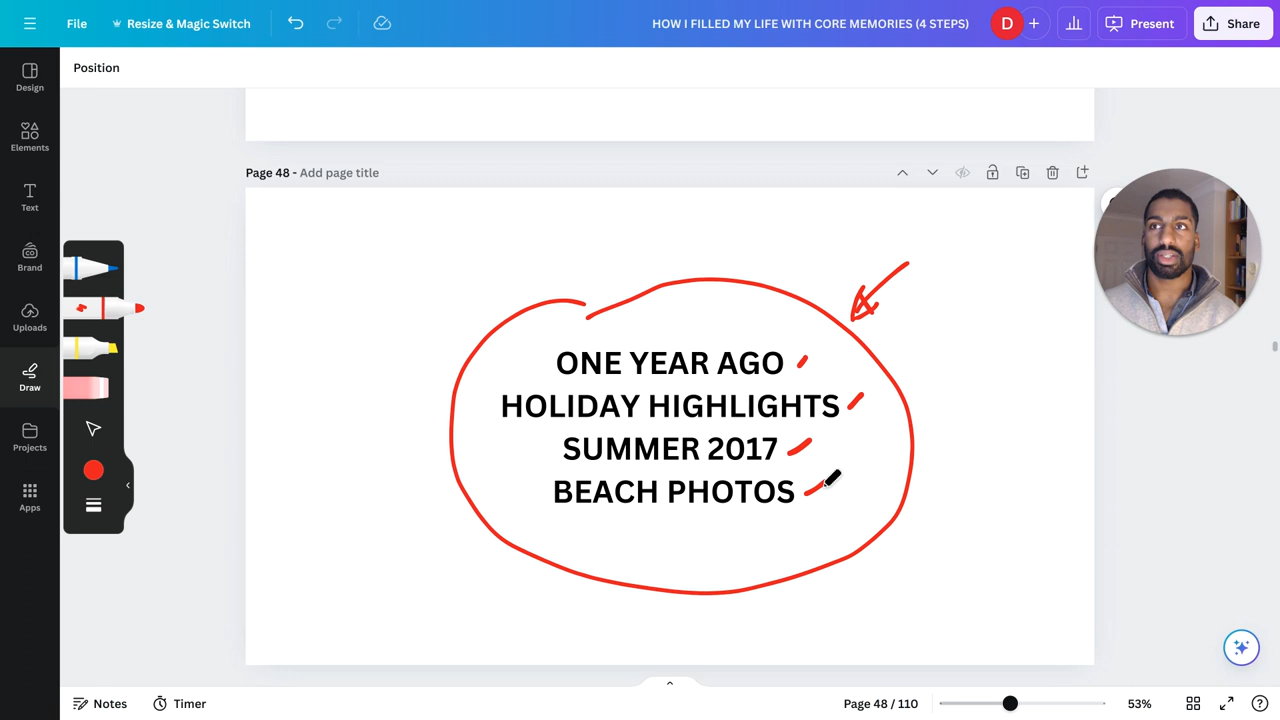 File
Resize & Magic Switch
HOW I FILLED MY LIFE WITH CORE MEMORIES (4 STEPS)
D
Present
Share
Position
Design
Elements
Text
Brand
Uploads
Draw
Projects
Apps
Page 48 - Add page title
ONE YEAR AGO
HOLIDAY HIGHLIGHTS
SUMMER 2017
BEACH PHOTOS
Notes
Timer
Page 48 / 110
53%